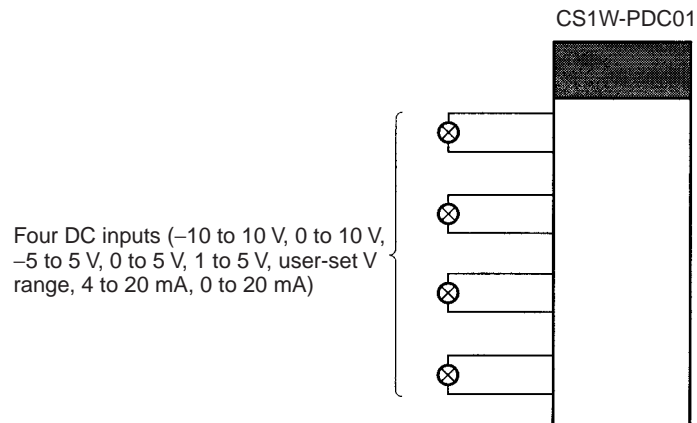 CS1W-PDC01
Four DC inputs (–10 to 10 V, 0 to 10 V,
–5 to 5 V, 0 to 5 V, 1 to 5 V, user-set V
range, 4 to 20 mA, 0 to 20 mA)